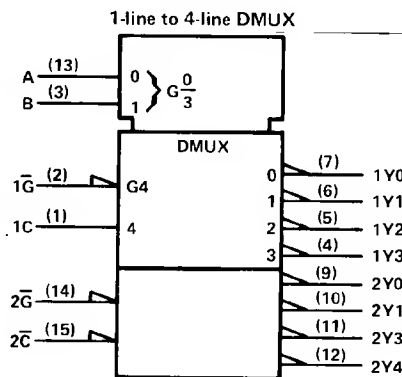 1-line to 4-line DMUX
A (13) 0 } G 0/3
B (3) 1
DMUX
1G̅ (2) G4
1C (1) 4
0 (7) 1Y0
1 (6) 1Y1
2 (5) 1Y2
3 (4) 1Y3
2G̅ (14)
2C̅ (15)
(9) 2Y0
(10) 2Y1
(11) 2Y3
(12) 2Y4